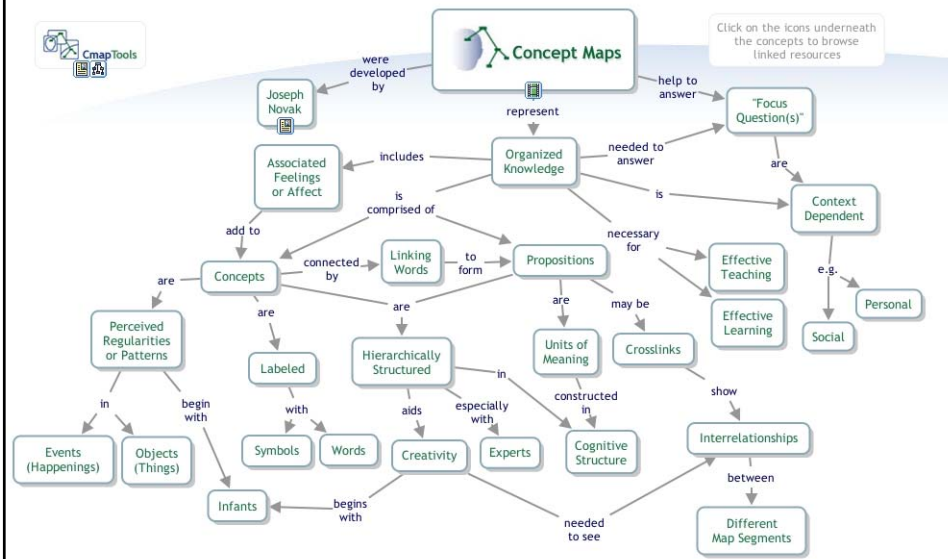 CmapTools
Concept Maps
Click on the icons underneath
the concepts to browse
linked resources
were
developed
by
help to
answer
Joseph
Novak
represent
"Focus
Question(s)"
includes
Organized
Knowledge
needed to
answer
are
Associated
Feelings
or Affect
is
comprised of
is
Context
Dependent
add to
necessary
for
Concepts
connected
by
Linking
Words
to
form
Propositions
Effective
Teaching
e.g.
are
are
are
are
may be
Effective
Learning
Personal
Social
Perceived
Regularities
or Patterns
Labeled
Hierarchically
Structured
Units of
Meaning
Crosslinks
in
in
begin
with
with
aids
especially
with
constructed
in
show
Events
(Happenings)
Objects
(Things)
Symbols
Words
Creativity
Experts
Cognitive
Structure
Interrelationships
Infants
begins
with
needed
to see
between
Different
Map Segments